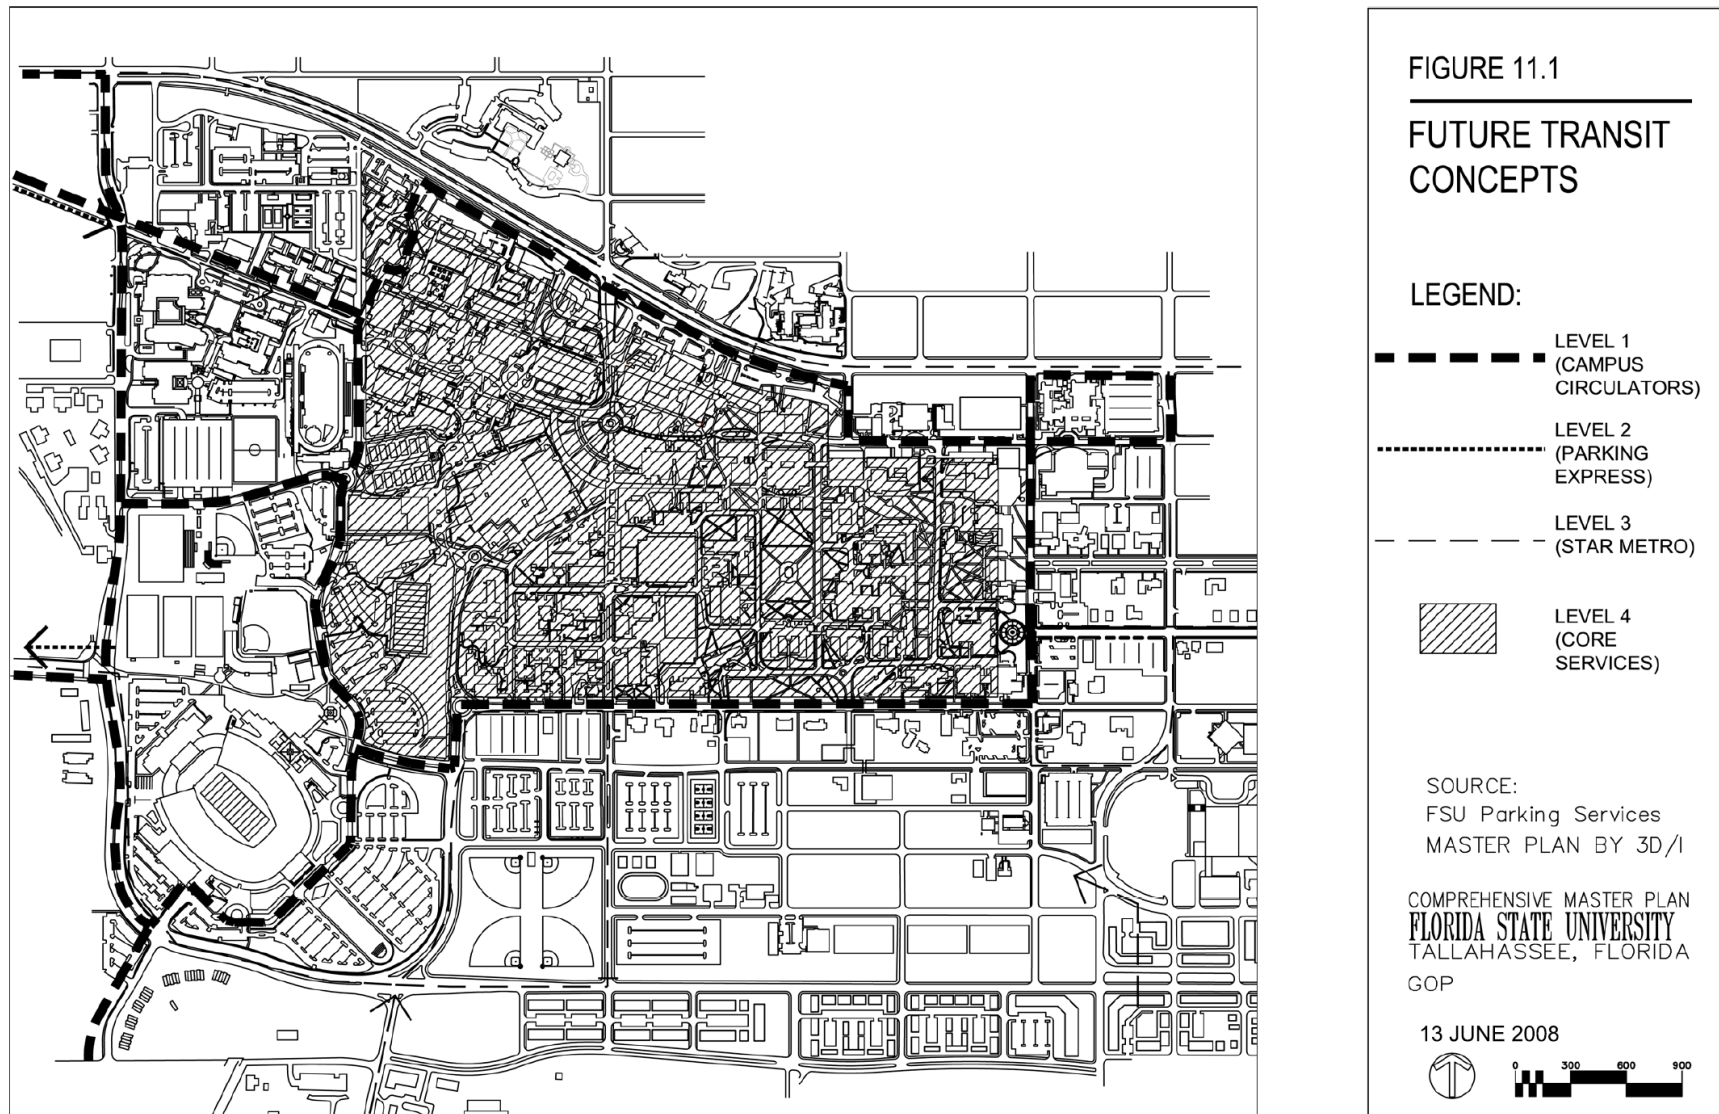 FIGURE 11.1
FUTURE TRANSIT
CONCEPTS
LEGEND:
LEVEL 1
(CAMPUS
CIRCULATORS)
LEVEL 2
(PARKING
EXPRESS)
LEVEL 3
(STAR METRO)
LEVEL 4
(CORE
SERVICES)
SOURCE:
FSU Parking Services
MASTER PLAN BY 3D/I
COMPREHENSIVE MASTER PLAN
FLORIDA STATE UNIVERSITY
TALLAHASSEE, FLORIDA
GOP
13 JUNE 2008
0 300 600 900